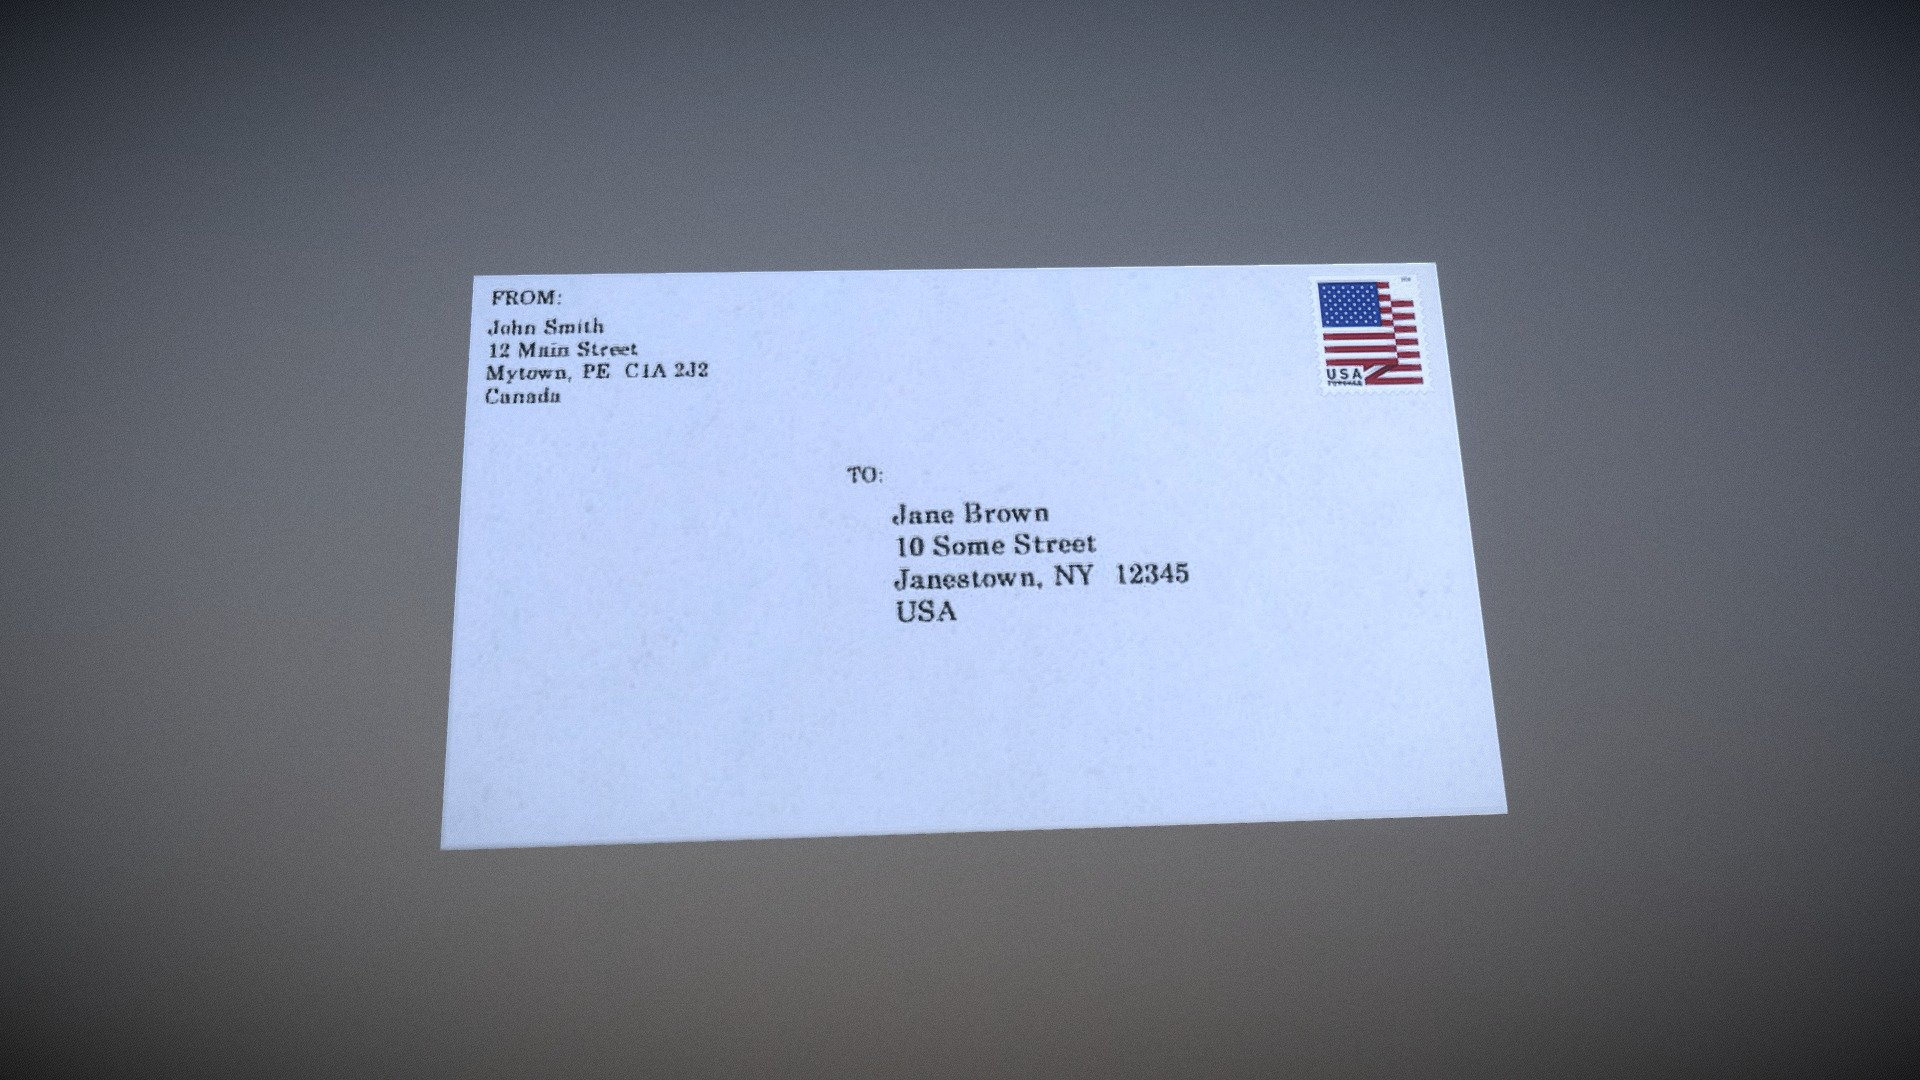 FROM:
John Smith
12 Main Street
Mytown, PE C1A 2J2
Canada
USA
TO:
Jane Brown
10 Some Street
Janestown, NY 12345
USA